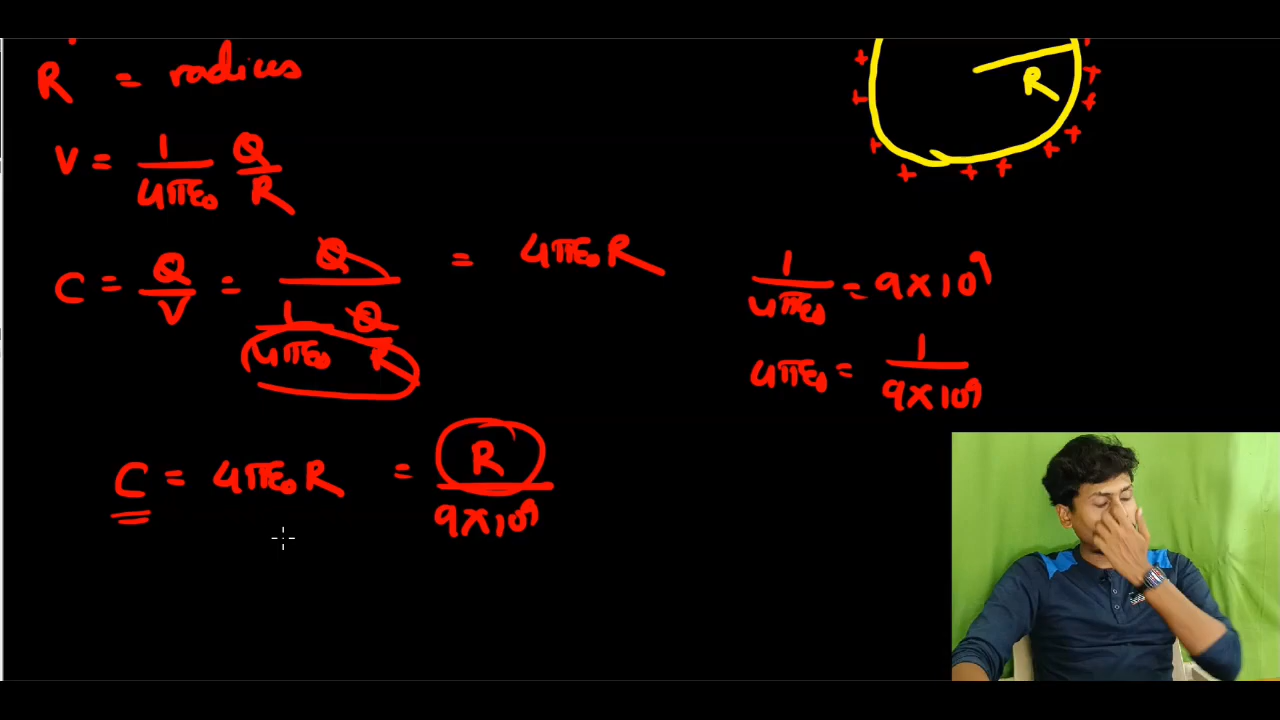 R = radius
R
V = 1/4πε₀ Q/R
C = Q/V = Q / (1/4πε₀ Q/R) = 4πε₀R
1/4πε₀ = 9×10⁹
4πε₀ = 1/9×10⁹
C = 4πε₀R = R/9×10⁹